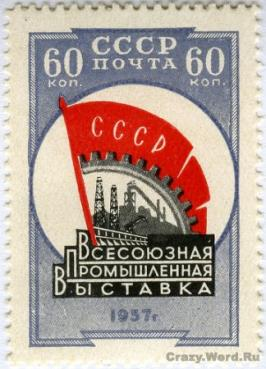 60 СССР 60
КОП. ПОЧТА КОП.
СССР
ВСЕСОЮЗНАЯ
ПРОМЫШЛЕННАЯ
ВЫСТАВКА
1957г.
Crazy.Werd.Ru